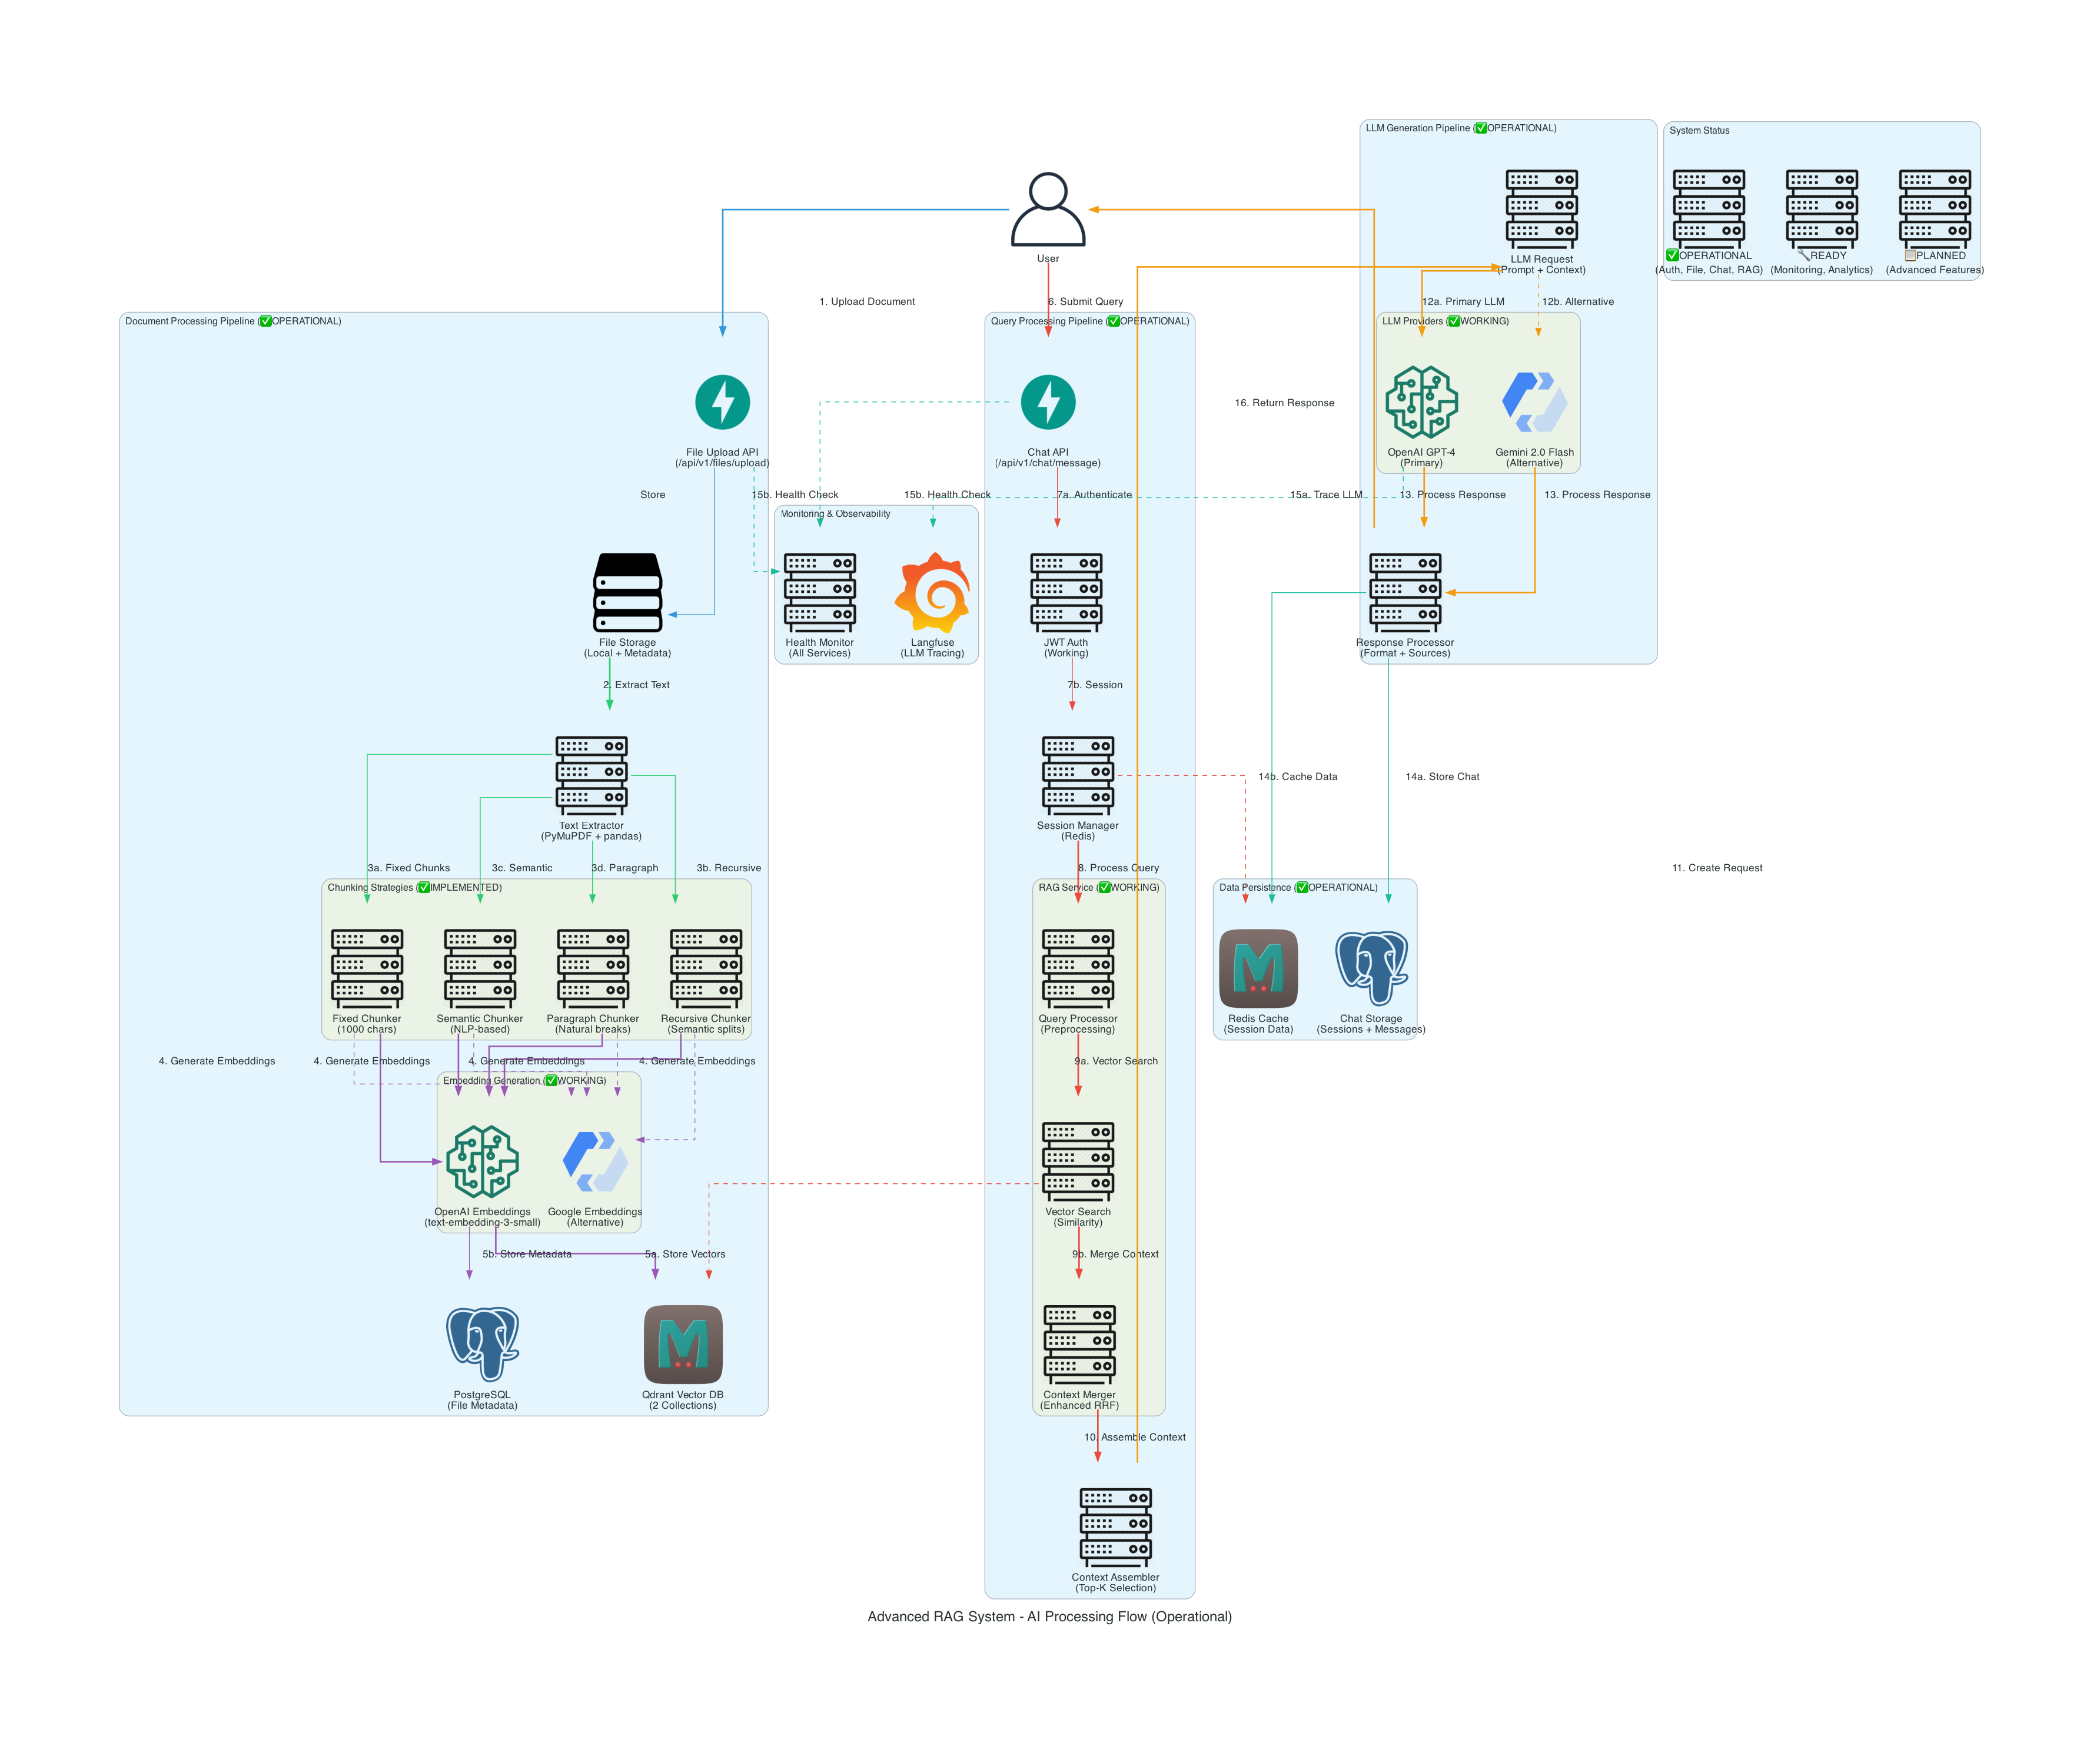 LLM Generation Pipeline (✅OPERATIONAL)
System Status
User
LLM Request
(Prompt + Context)
✅OPERATIONAL
(Auth, File, Chat, RAG)
🔧READY
(Monitoring, Analytics)
📋PLANNED
(Advanced Features)
1. Upload Document
6. Submit Query
12a. Primary LLM
12b. Alternative
Document Processing Pipeline (✅OPERATIONAL)
Query Processing Pipeline (✅OPERATIONAL)
LLM Providers (✅WORKING)
16. Return Response
File Upload API
(/api/v1/files/upload)
Chat API
(/api/v1/chat/message)
OpenAI GPT-4
(Primary)
Gemini 2.0 Flash
(Alternative)
Store
15b. Health Check
15b. Health Check
7a. Authenticate
15a. Trace LLM
13. Process Response
13. Process Response
Monitoring & Observability
File Storage
(Local + Metadata)
Health Monitor
(All Services)
Langfuse
(LLM Tracing)
JWT Auth
(Working)
Response Processor
(Format + Sources)
2. Extract Text
7b. Session
14b. Cache Data
14a. Store Chat
Text Extractor
(PyMuPDF + pandas)
Session Manager
(Redis)
3a. Fixed Chunks
3c. Semantic
3d. Paragraph
3b. Recursive
8. Process Query
11. Create Request
Chunking Strategies (✅IMPLEMENTED)
RAG Service (✅WORKING)
Data Persistence (✅OPERATIONAL)
Fixed Chunker
(1000 chars)
Semantic Chunker
(NLP-based)
Paragraph Chunker
(Natural breaks)
Recursive Chunker
(Semantic splits)
Query Processor
(Preprocessing)
Redis Cache
(Session Data)
Chat Storage
(Sessions + Messages)
4. Generate Embeddings
4. Generate Embeddings
4. Generate Embeddings
4. Generate Embeddings
9a. Vector Search
Embedding Generation (✅WORKING)
OpenAI Embeddings
(text-embedding-3-small)
Google Embeddings
(Alternative)
Vector Search
(Similarity)
5b. Store Metadata
5a. Store Vectors
9b. Merge Context
PostgreSQL
(File Metadata)
Qdrant Vector DB
(2 Collections)
Context Merger
(Enhanced RRF)
10. Assemble Context
Context Assembler
(Top-K Selection)
Advanced RAG System - AI Processing Flow (Operational)